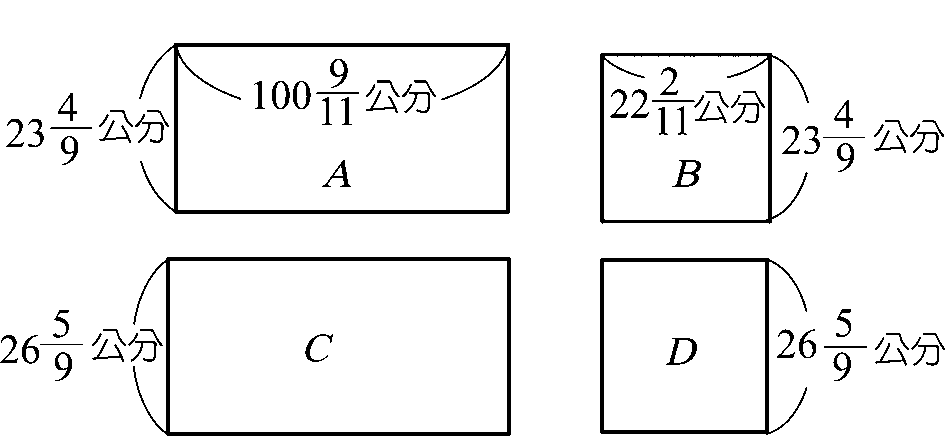 23 4/9 公分
100 9/11 公分
A
22 2/11 公分
23 4/9 公分
B
26 5/9 公分
C
D
26 5/9 公分